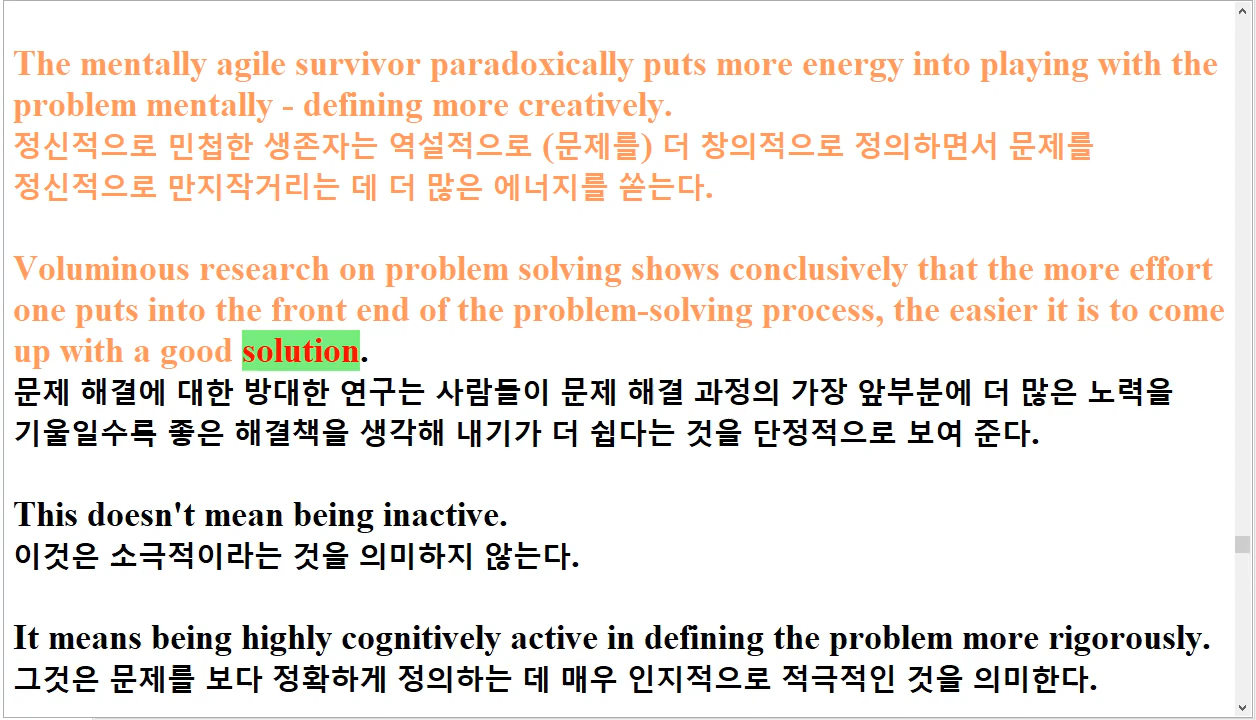 The mentally agile survivor paradoxically puts more energy into playing with the
problem mentally - defining more creatively.
정신적으로 민첩한 생존자는 역설적으로 (문제를) 더 창의적으로 정의하면서 문제를
정신적으로 만지작거리는 데 더 많은 에너지를 쏟는다.
Voluminous research on problem solving shows conclusively that the more effort
one puts into the front end of the problem-solving process, the easier it is to come
up with a good solution.
문제 해결에 대한 방대한 연구는 사람들이 문제 해결 과정의 가장 앞부분에 더 많은 노력을
기울일수록 좋은 해결책을 생각해 내기가 더 쉽다는 것을 단정적으로 보여 준다.
This doesn't mean being inactive.
이것은 소극적이라는 것을 의미하지 않는다.
It means being highly cognitively active in defining the problem more rigorously.
그것은 문제를 보다 정확하게 정의하는 데 매우 인지적으로 적극적인 것을 의미한다.